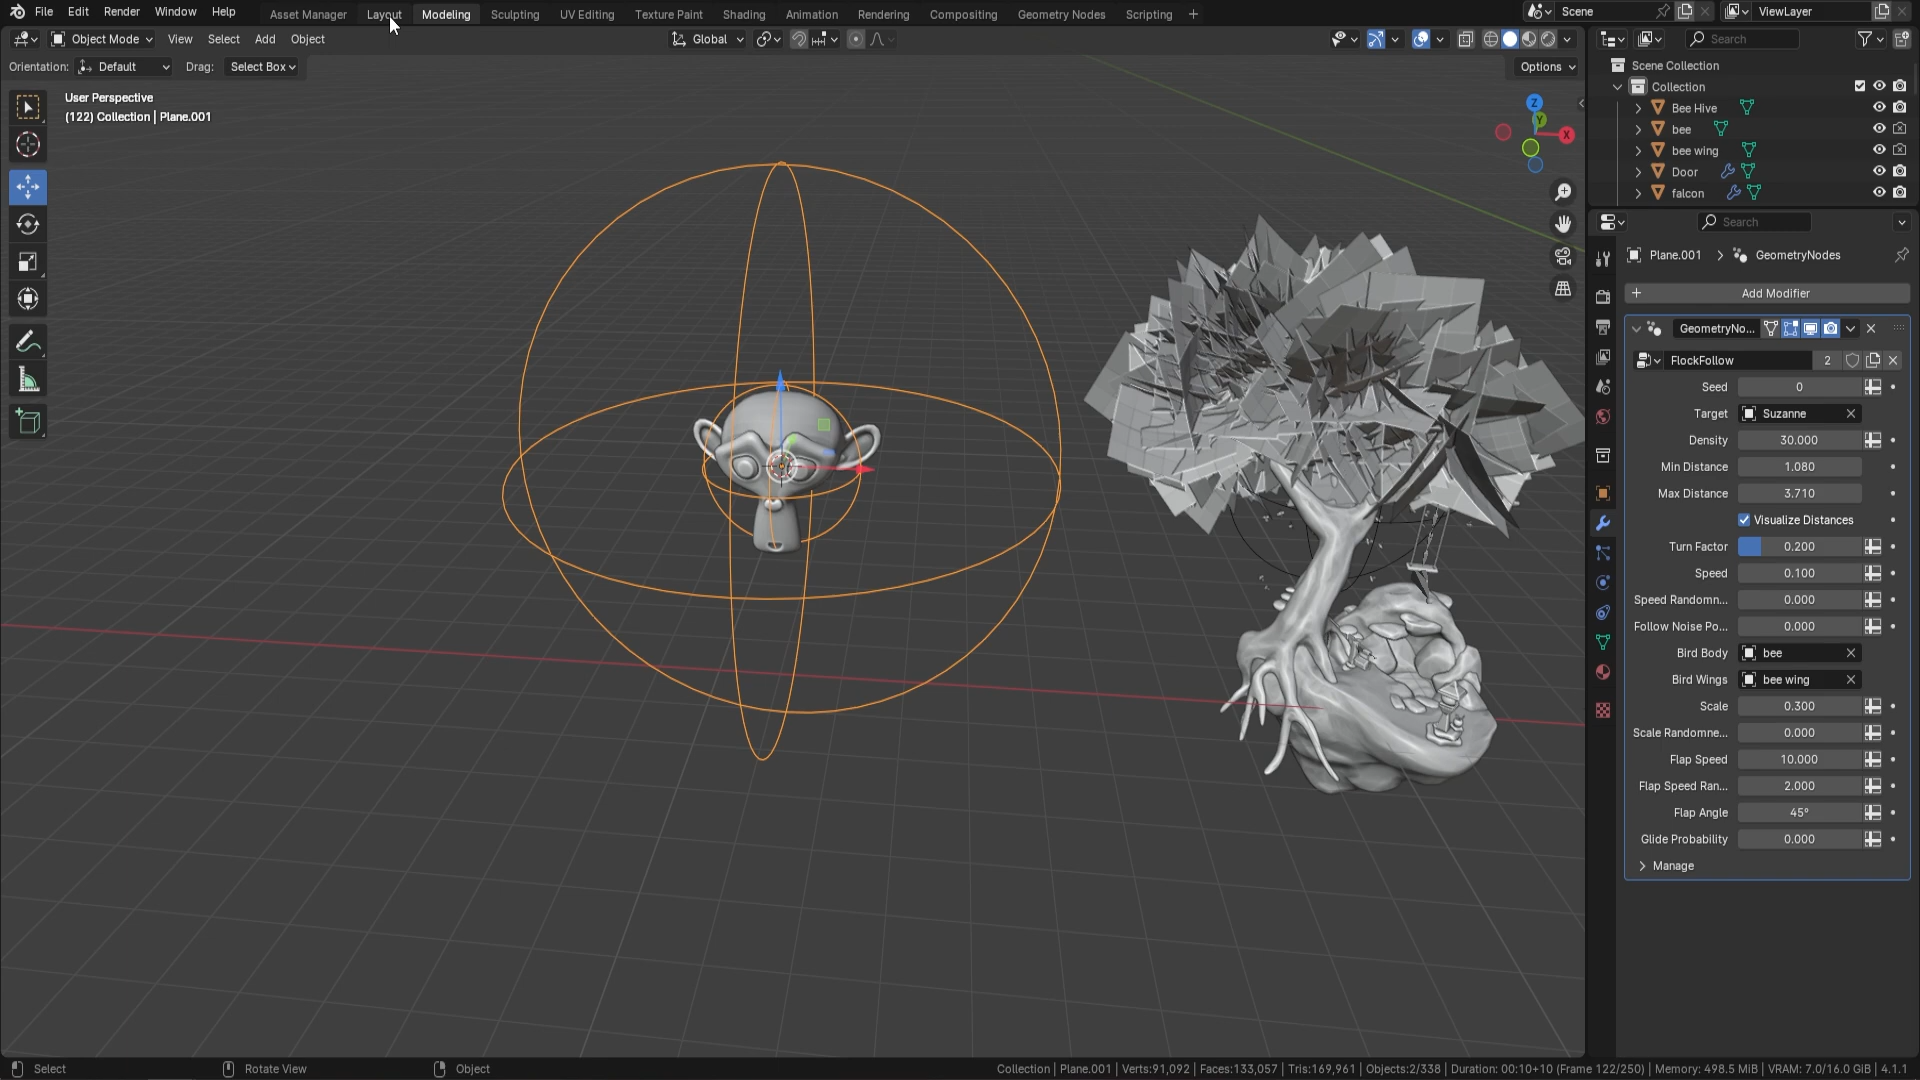 File Edit Render Window Help Asset Manager Layout Modeling Sculpting UV Editing Texture Paint Shading Animation Rendering Compositing Geometry Nodes Scripting + Scene ViewLayer
Object Mode View Select Add Object Global Search
Orientation: Default Drag: Select Box Options
User Perspective
(122) Collection | Plane.001
Z
Y
X
Scene Collection
Collection
Bee Hive
bee
bee wing
Door
falcon
Search
Plane.001 > GeometryNodes
+ Add Modifier
GeometryNo...
FlockFollow 2
Seed 0
Target Suzanne
Density 30.000
Min Distance 1.080
Max Distance 3.710
Visualize Distances
Turn Factor 0.200
Speed 0.100
Speed Randomn... 0.000
Follow Noise Po... 0.000
Bird Body bee
Bird Wings bee wing
Scale 0.300
Scale Randomne... 0.000
Flap Speed 10.000
Flap Speed Ran... 2.000
Flap Angle 45°
Glide Probability 0.000
Manage
Select Rotate View Object Collection | Plane.001 | Verts:91,092 | Faces:133,057 | Tris:169,961 | Objects:2/338 | Duration: 00:10+10 (Frame 122/250) | Memory: 498.5 MiB | VRAM: 7.0/16.0 GiB | 4.1.1